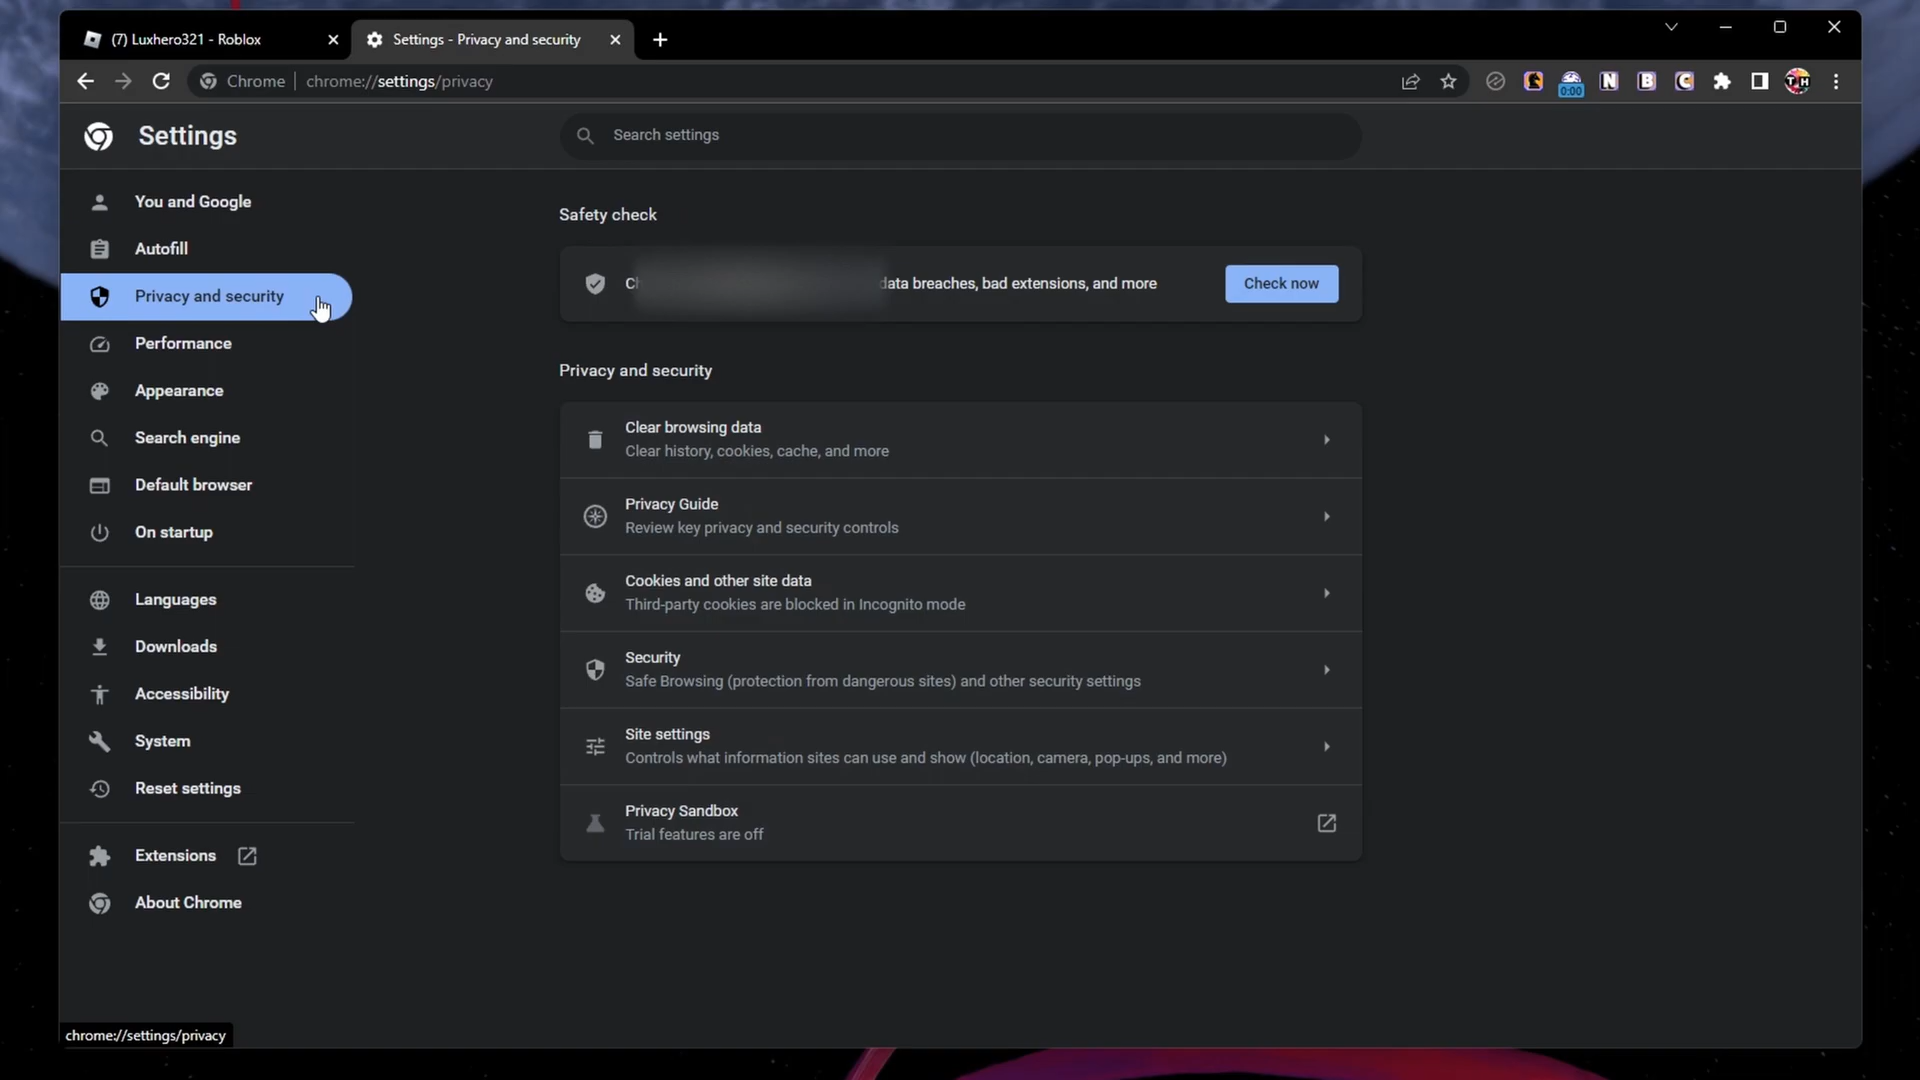 (7) Luxhero321 - Roblox
Settings - Privacy and security
Chrome
chrome://settings/privacy
0:00
N
B
C
TH
Settings
Search settings
You and Google
Autofill
Privacy and security
Performance
Appearance
Search engine
Default browser
On startup
Languages
Downloads
Accessibility
System
Reset settings
Extensions
About Chrome
Safety check
data breaches, bad extensions, and more
Check now
Privacy and security
Clear browsing data
Clear history, cookies, cache, and more
Privacy Guide
Review key privacy and security controls
Cookies and other site data
Third-party cookies are blocked in Incognito mode
Security
Safe Browsing (protection from dangerous sites) and other security settings
Site settings
Controls what information sites can use and show (location, camera, pop-ups, and more)
Privacy Sandbox
Trial features are off
chrome://settings/privacy